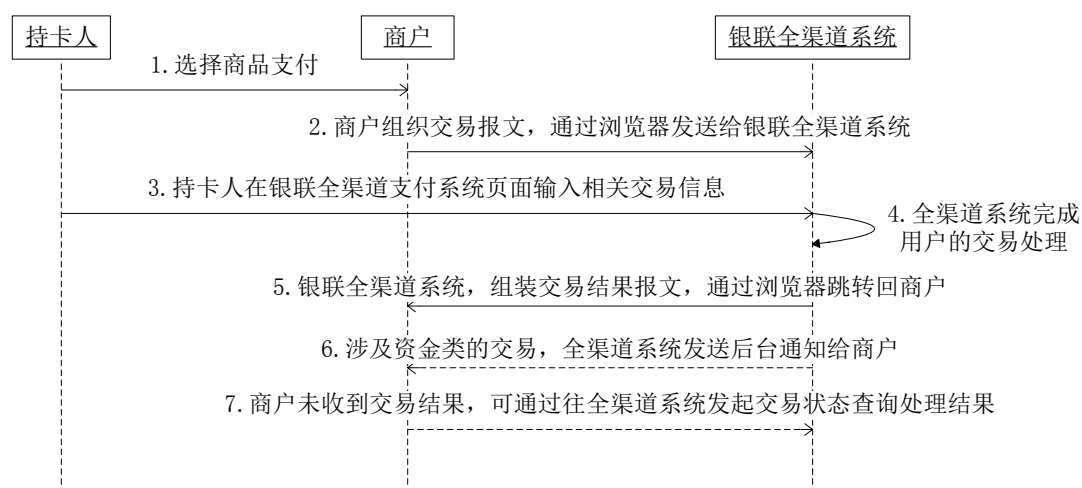 持卡人
商户
银联全渠道系统
1.选择商品支付
2.商户组织交易报文，通过浏览器发送给银联全渠道系统
3.持卡人在银联全渠道支付系统页面输入相关交易信息
4.全渠道系统完成
用户的交易处理
5.银联全渠道系统，组装交易结果报文，通过浏览器跳转回商户
6.涉及资金类的交易，全渠道系统发送后台通知给商户
7.商户未收到交易结果，可通过往全渠道系统发起交易状态查询处理结果